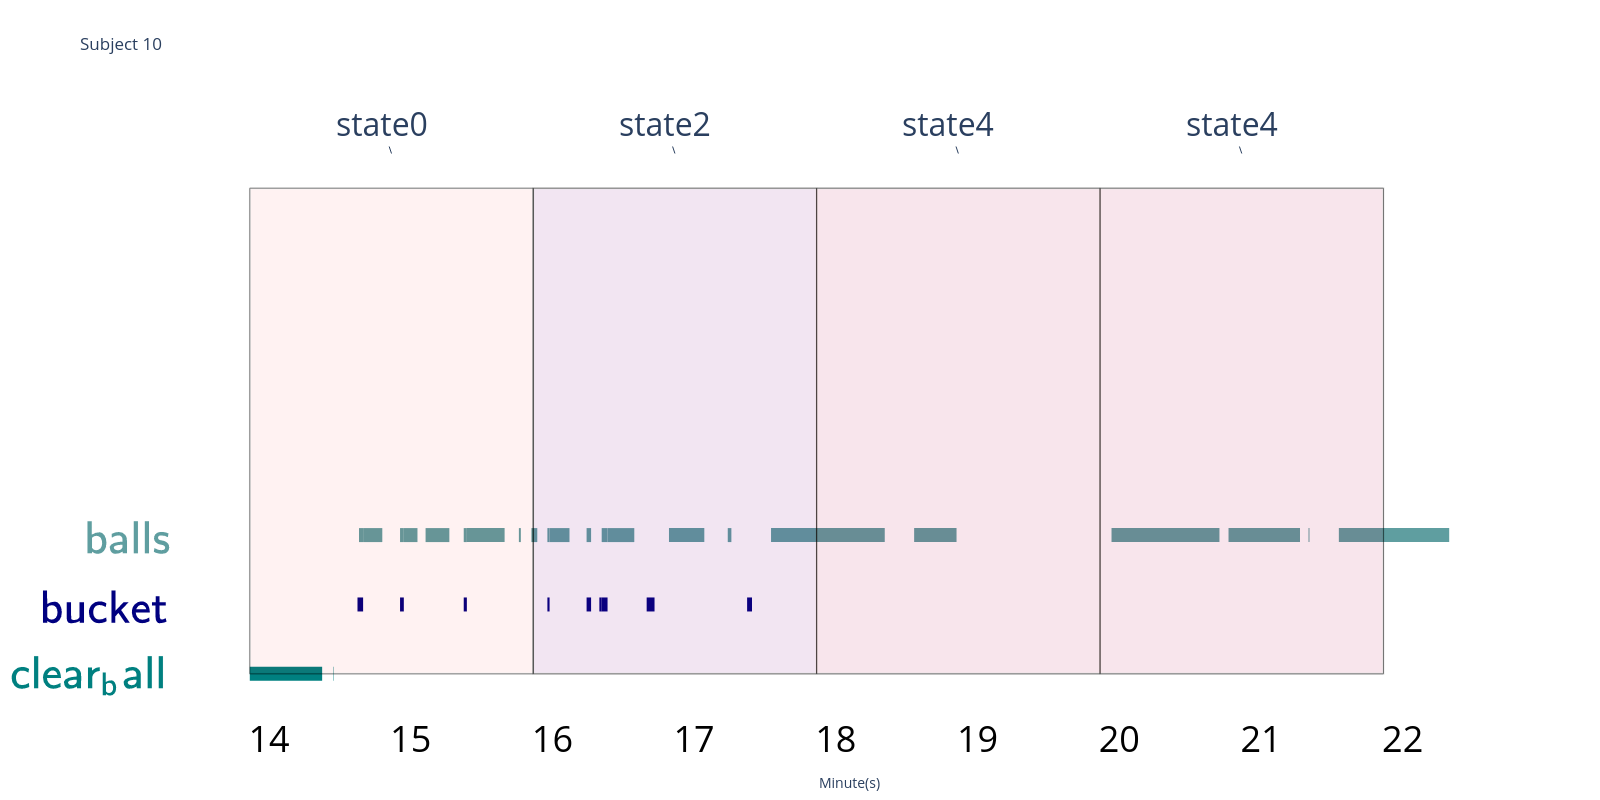 Subject 10
state0 state2 state4 state4
balls
bucket
clear_b all
14 15 16 17 18 19 20 21 22
Minute(s)